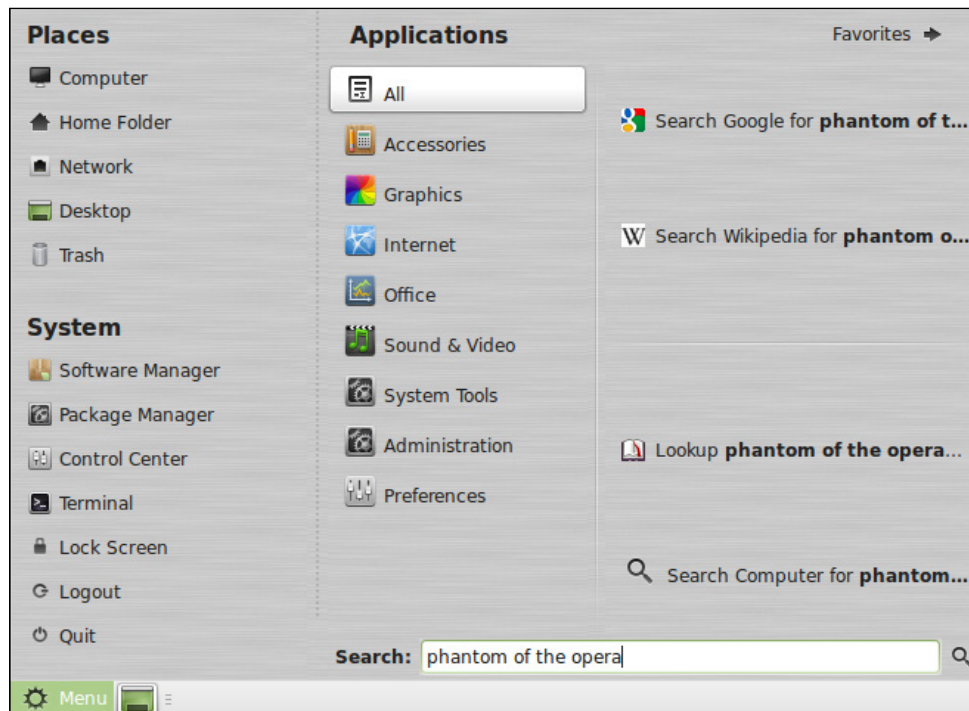 Places
Computer
Home Folder
Network
Desktop
Trash
System
Software Manager
Package Manager
Control Center
Terminal
Lock Screen
Logout
Quit
Applications
All
Accessories
Graphics
Internet
Office
Sound & Video
System Tools
Administration
Preferences
Favorites
Search Google for phantom of t...
Search Wikipedia for phantom o...
Lookup phantom of the opera...
Search Computer for phantom...
Search: phantom of the opera
Menu